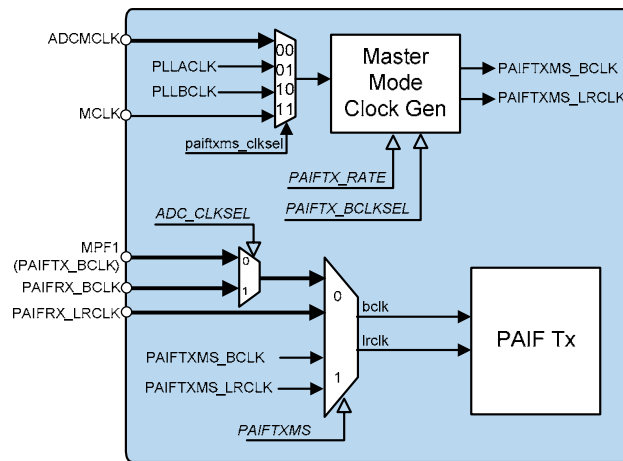 ADCMCLK
00
PLLACLK
01
PLLBCLK
10
MCLK
11
paiftxms_clksel
Master
Mode
Clock Gen
PAIFTXMS_BCLK
PAIFTXMS_LRCLK
PAIFTX_RATE
PAIFTX_BCLKSEL
ADC_CLKSEL
MPF1
(PAIFTX_BCLK)
0
PAIFRX_BCLK
1
PAIFRX_LRCLK
0
bclk
lrclk
PAIFTXMS_BCLK
PAIFTXMS_LRCLK
1
PAIFTXMS
PAIF Tx